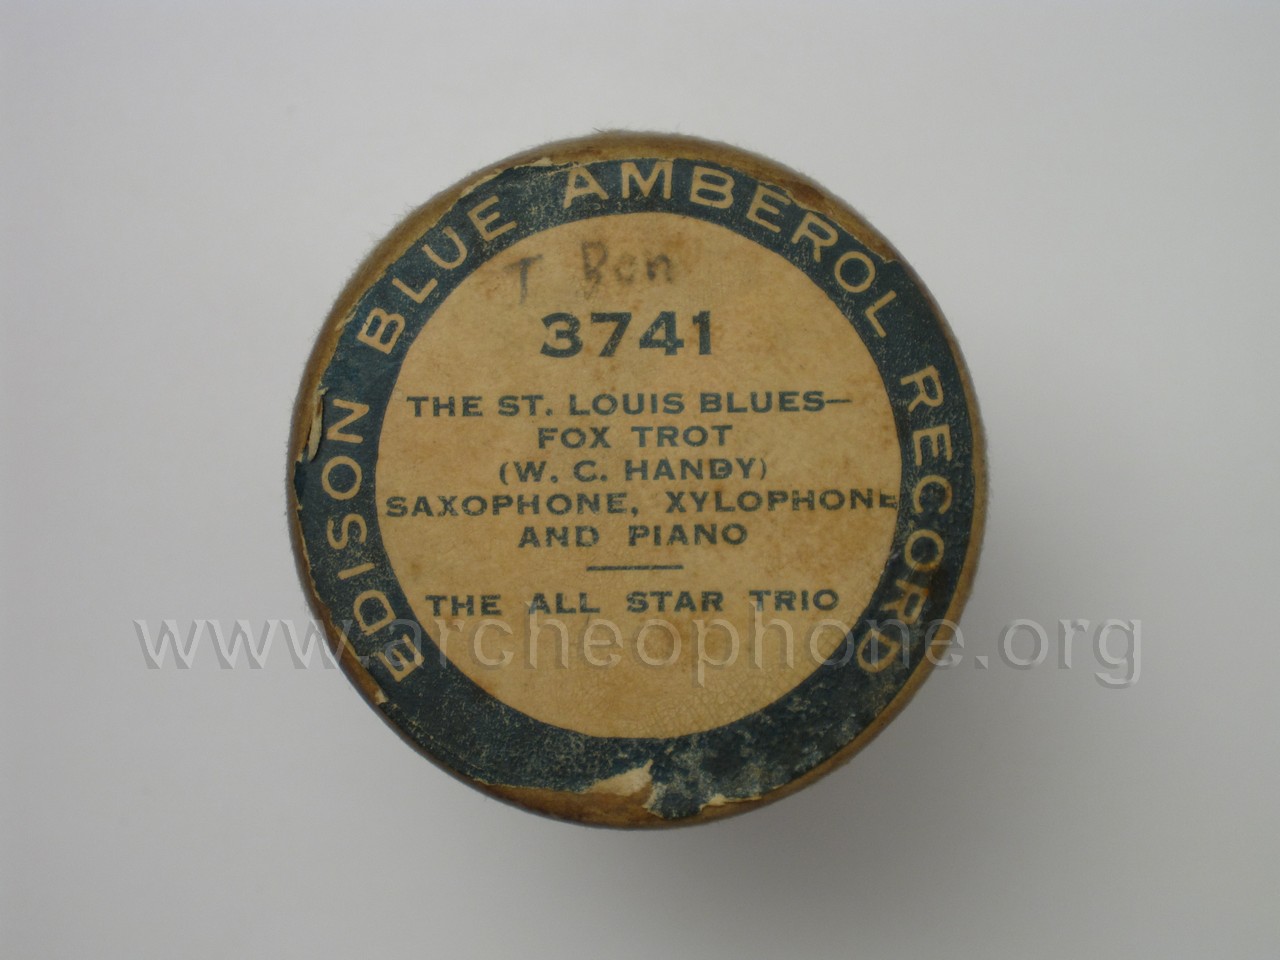 EDISON BLUE AMBEROL RECORD
3741
THE ST. LOUIS BLUES—
FOX TROT
(W. C. HANDY)
SAXOPHONE, XYLOPHONE
AND PIANO
THE ALL STAR TRIO
www.archeophone.org